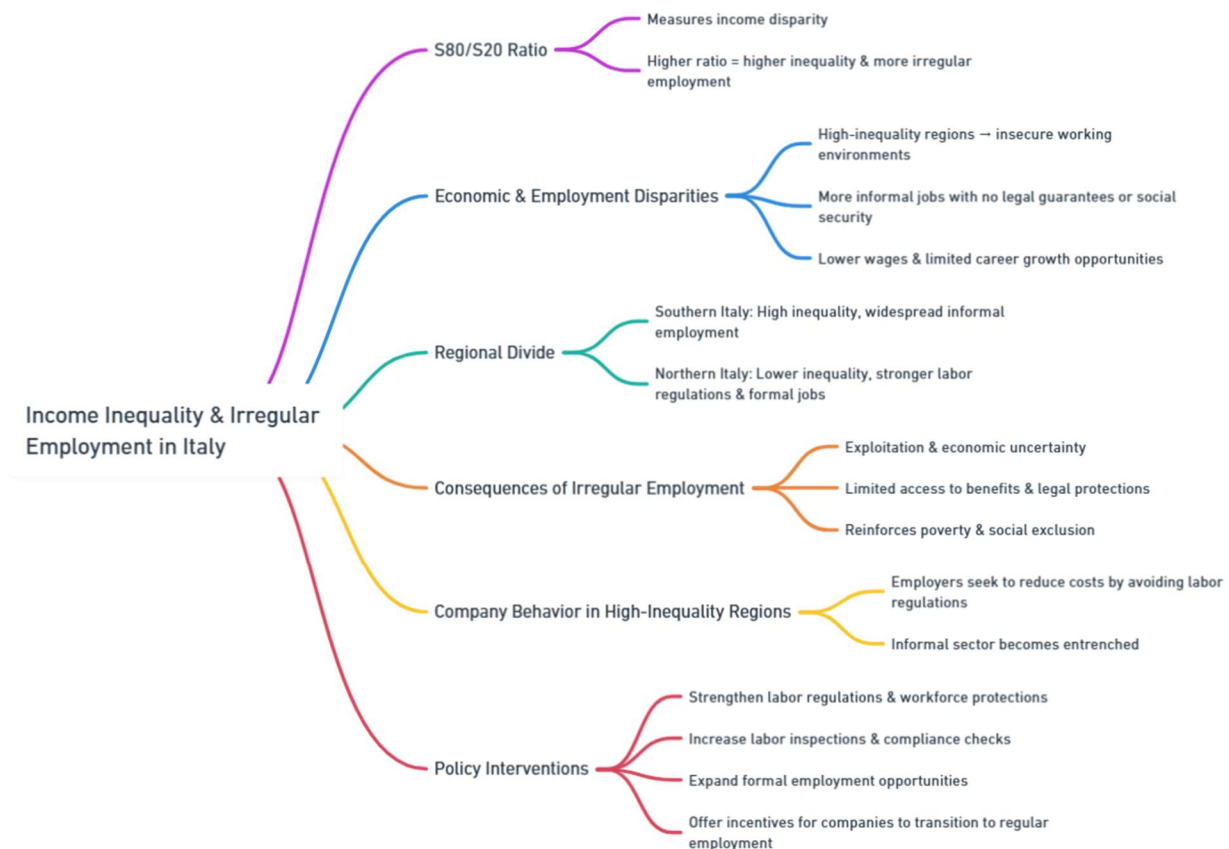 Income Inequality & Irregular
Employment in Italy
S80/S20 Ratio
Measures income disparity
Higher ratio = higher inequality & more irregular
employment
Economic & Employment Disparities
High-inequality regions → insecure working
environments
More informal jobs with no legal guarantees or social
security
Lower wages & limited career growth opportunities
Regional Divide
Southern Italy: High inequality, widespread informal
employment
Northern Italy: Lower inequality, stronger labor
regulations & formal jobs
Consequences of Irregular Employment
Exploitation & economic uncertainty
Limited access to benefits & legal protections
Reinforces poverty & social exclusion
Company Behavior in High-Inequality Regions
Employers seek to reduce costs by avoiding labor
regulations
Informal sector becomes entrenched
Policy Interventions
Strengthen labor regulations & workforce protections
Increase labor inspections & compliance checks
Expand formal employment opportunities
Offer incentives for companies to transition to regular
employment